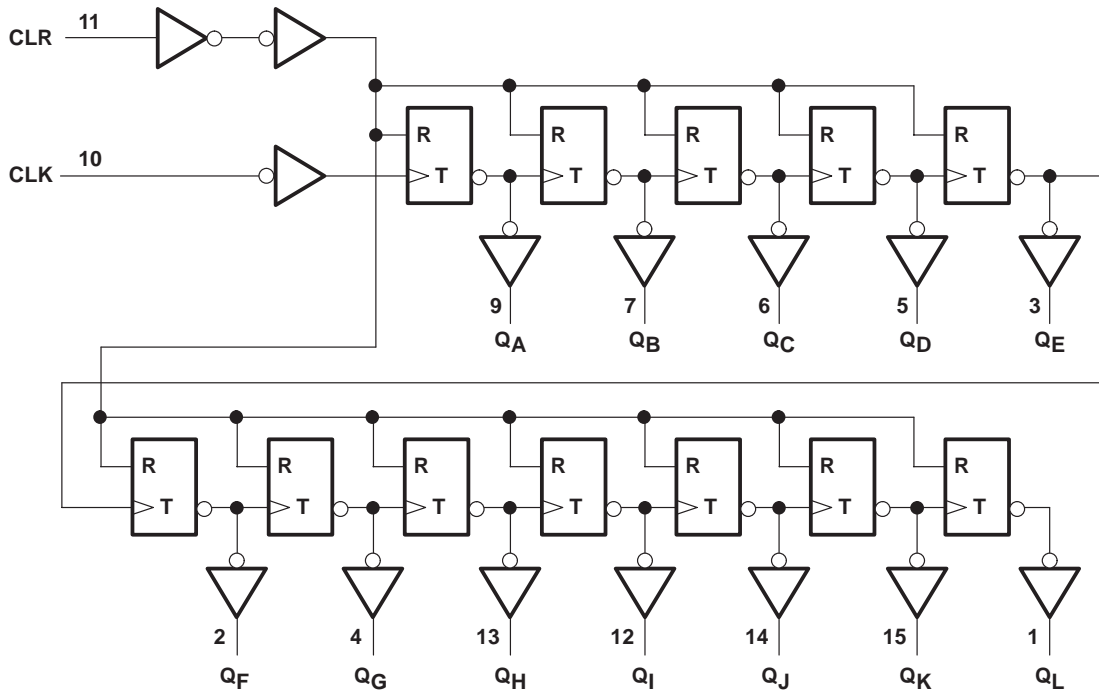 CLR 11
R R R R R
CLK 10
T T T T T
9 7 6 5 3
QA QB QC QD QE
R R R R R R R
T T T T T T T
2 4 13 12 14 15 1
QF QG QH QI QJ QK QL